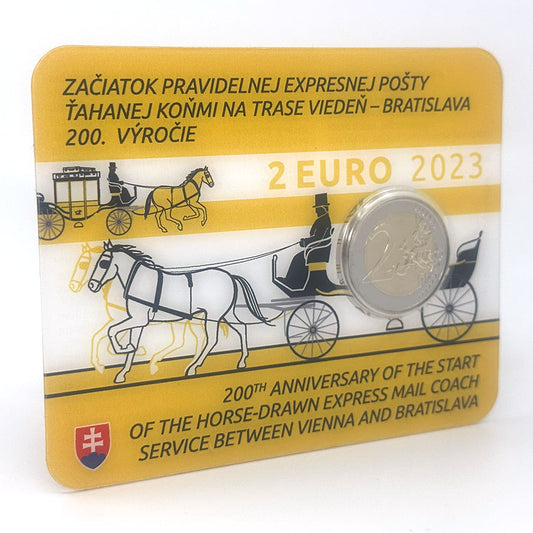 ZAČIATOK PRAVIDELNEJ EXPRESNEJ POŠTY
ŤAHANEJ KOŇMI NA TRASE VIEDEŇ – BRATISLAVA
200. VÝROČIE
2 EURO 2023
2
200TH ANNIVERSARY OF THE START
OF THE HORSE-DRAWN EXPRESS MAIL COACH
SERVICE BETWEEN VIENNA AND BRATISLAVA